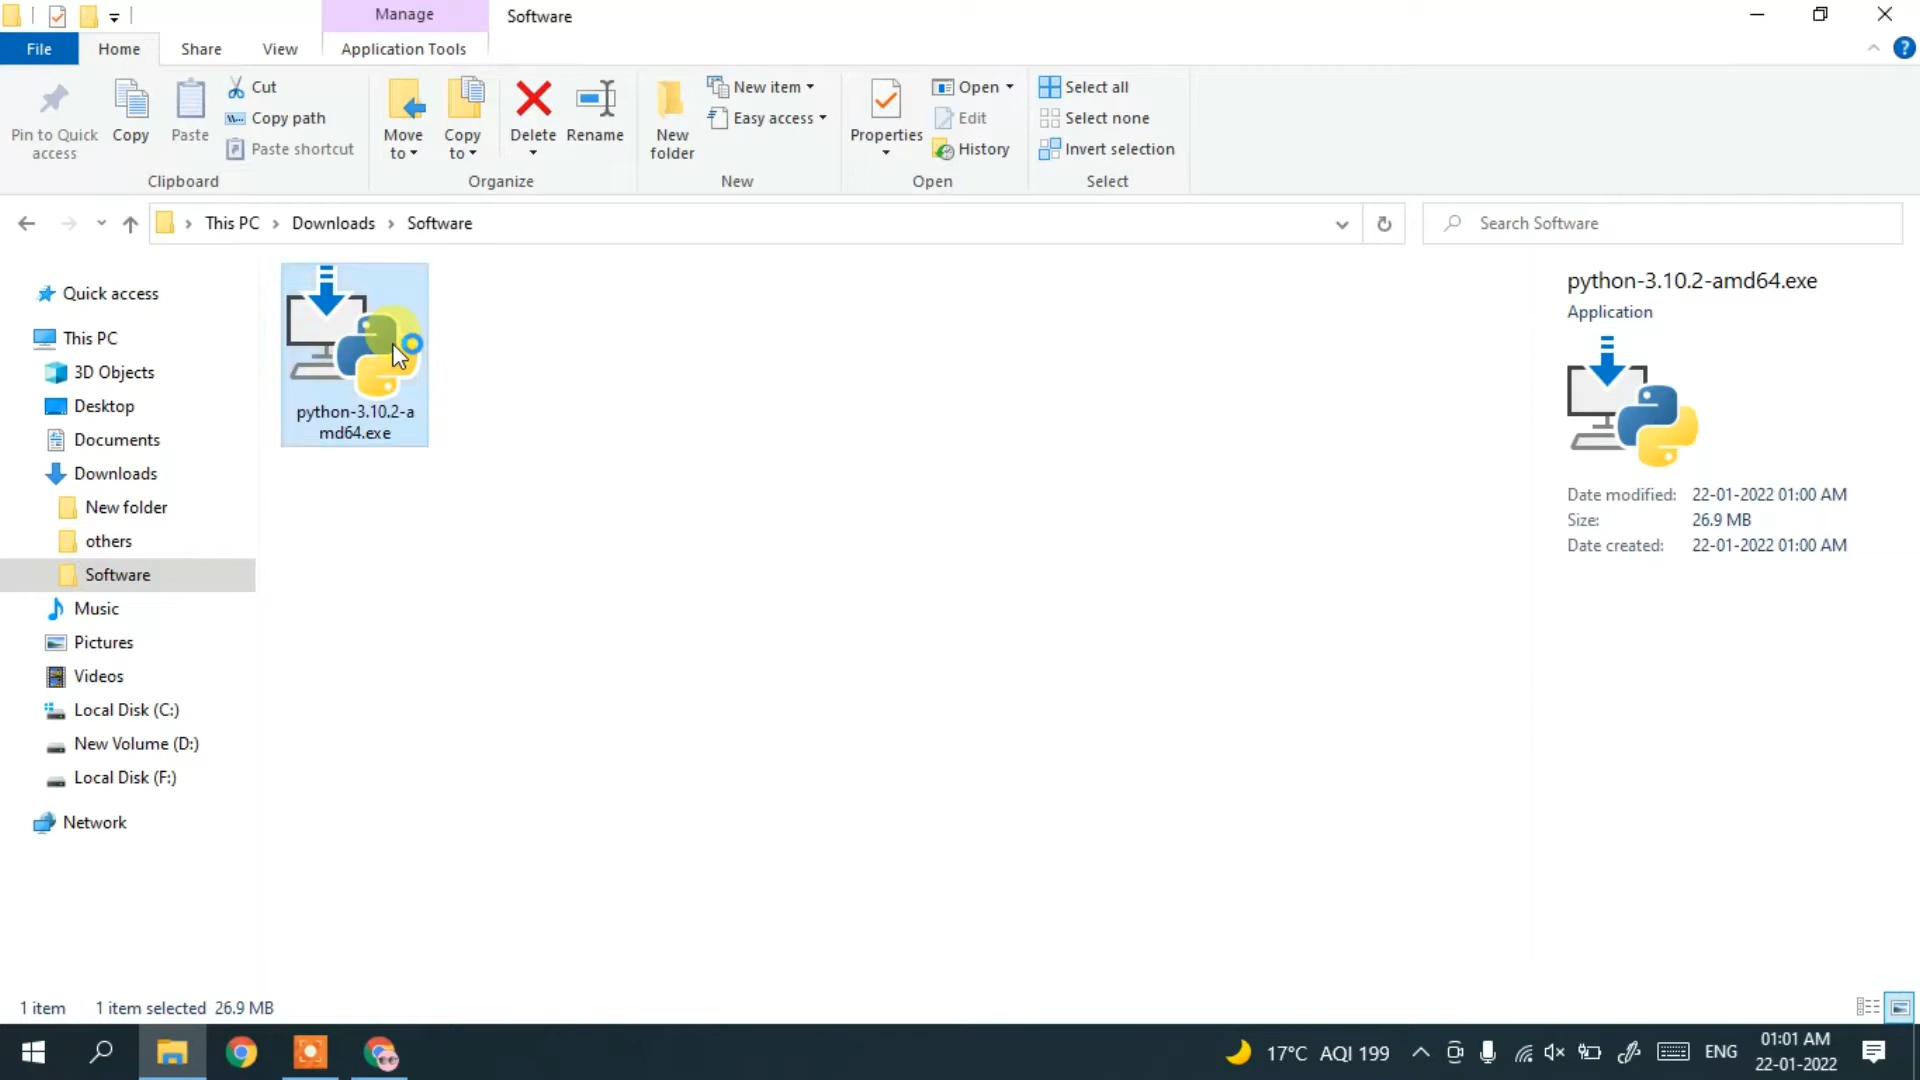 Manage
Software
File
Home
Share
View
Application Tools
Pin to Quick
access
Copy
Paste
Cut
Copy path
Paste shortcut
Clipboard
Move
to
Copy
to
Delete
Rename
Organize
New
folder
New item
Easy access
New
Properties
Open
Edit
History
Open
Select all
Select none
Invert selection
Select
This PC > Downloads > Software
Search Software
Quick access
This PC
3D Objects
Desktop
Documents
Downloads
New folder
others
Software
Music
Pictures
Videos
Local Disk (C:)
New Volume (D:)
Local Disk (F:)
Network
python-3.10.2-a
md64.exe
python-3.10.2-amd64.exe
Application
Date modified: 22-01-2022 01:00 AM
Size: 26.9 MB
Date created: 22-01-2022 01:00 AM
1 item 1 item selected 26.9 MB
17°C AQI 199
ENG
01:01 AM
22-01-2022